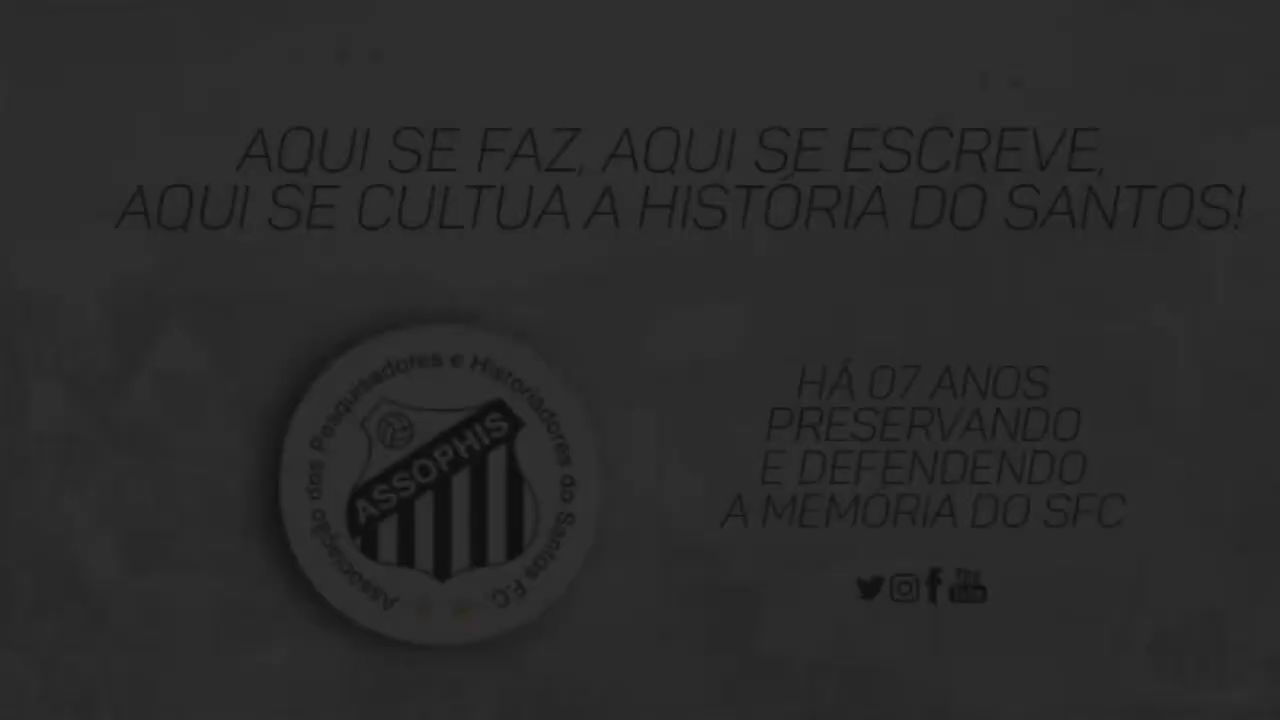 AQUI SE FAZ, AQUI SE ESCREVE,
AQUI SE CULTUA A HISTÓRIA DO SANTOS!
Associação dos Pesquisadores e Historiadores do Santos F.C.
ASSOPHIS
HÁ 07 ANOS
PRESERVANDO
E DEFENDENDO
A MEMÓRIA DO SFC